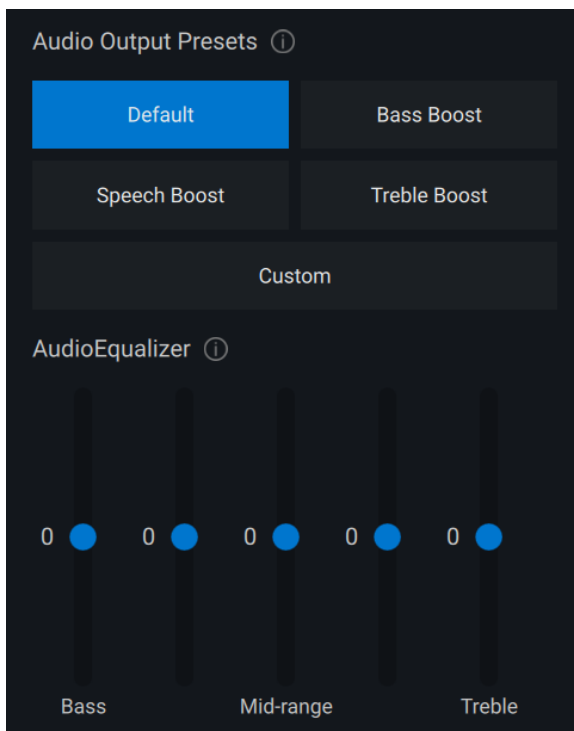 Audio Output Presets
Default
Bass Boost
Speech Boost
Treble Boost
Custom
AudioEqualizer
0 0 0 0 0
Bass Mid-range Treble